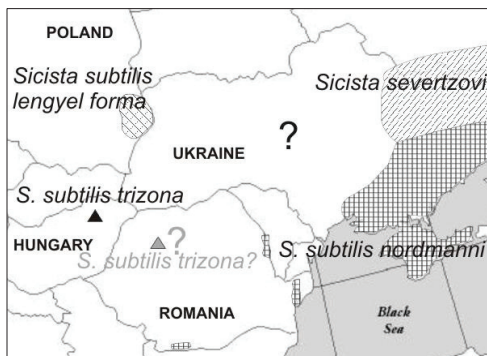 POLAND
Sicista subtilis
lengyel forma
Sicista severtzovi
UKRAINE
?
S. subtilis trizona
HUNGARY
?
S. subtilis trizona?
S. subtilis nordmanni
ROMANIA
Black
Sea